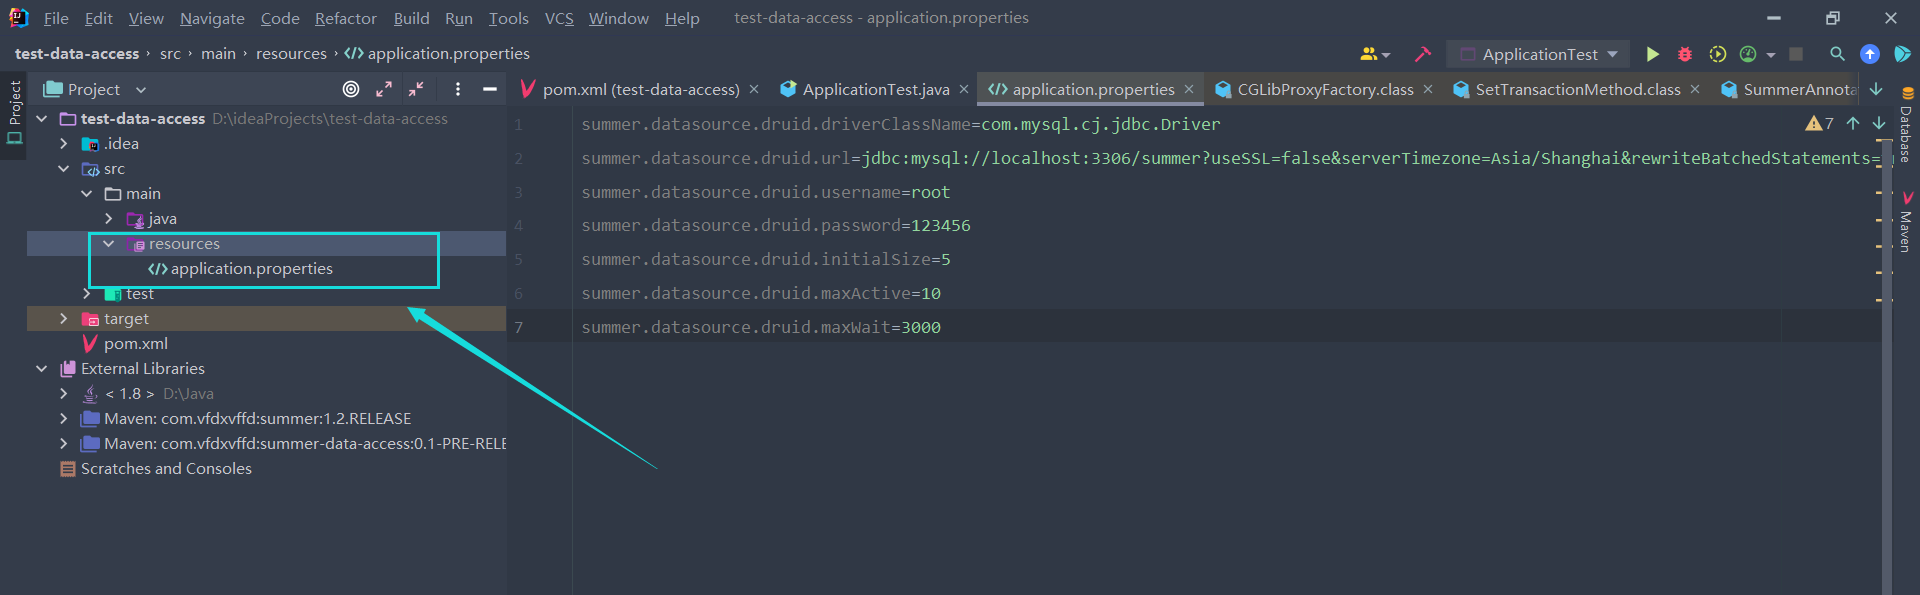 File Edit View Navigate Code Refactor Build Run Tools VCS Window Help test-data-access - application.properties
test-data-access › src › main › resources › application.properties
ApplicationTest
Project
Project
pom.xml (test-data-access) ApplicationTest.java application.properties CGLibProxyFactory.class SetTransactionMethod.class SummerAnnota
test-data-access D:\ideaProjects\test-data-access
.idea
src
main
java
resources
application.properties
test
target
pom.xml
External Libraries
< 1.8 > D:\Java
Maven: com.vfdxvffd:summer:1.2.RELEASE
Maven: com.vfdxvffd:summer-data-access:0.1-PRE-RELE
Scratches and Consoles
1 summer.datasource.druid.driverClassName=com.mysql.cj.jdbc.Driver
2 summer.datasource.druid.url=jdbc:mysql://localhost:3306/summer?useSSL=false&serverTimezone=Asia/Shanghai&rewriteBatchedStatements=
3 summer.datasource.druid.username=root
4 summer.datasource.druid.password=123456
5 summer.datasource.druid.initialSize=5
6 summer.datasource.druid.maxActive=10
7 summer.datasource.druid.maxWait=3000
7
Database
Maven